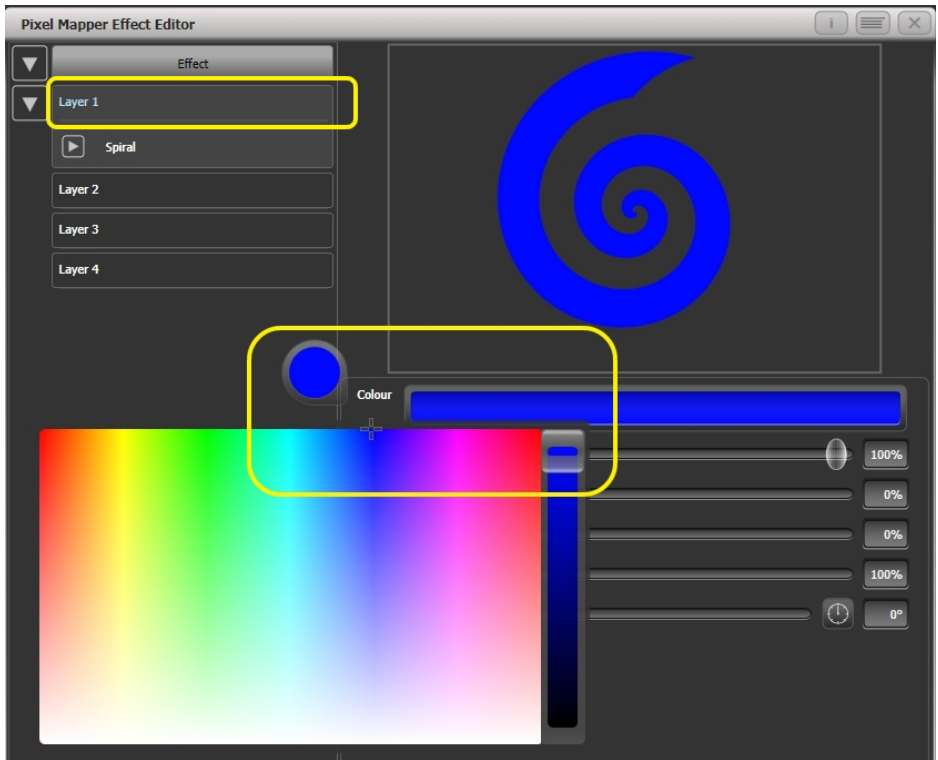 Pixel Mapper Effect Editor
i
Effect
Layer 1
Spiral
Layer 2
Layer 3
Layer 4
Colour
100%
0%
0%
100%
0°